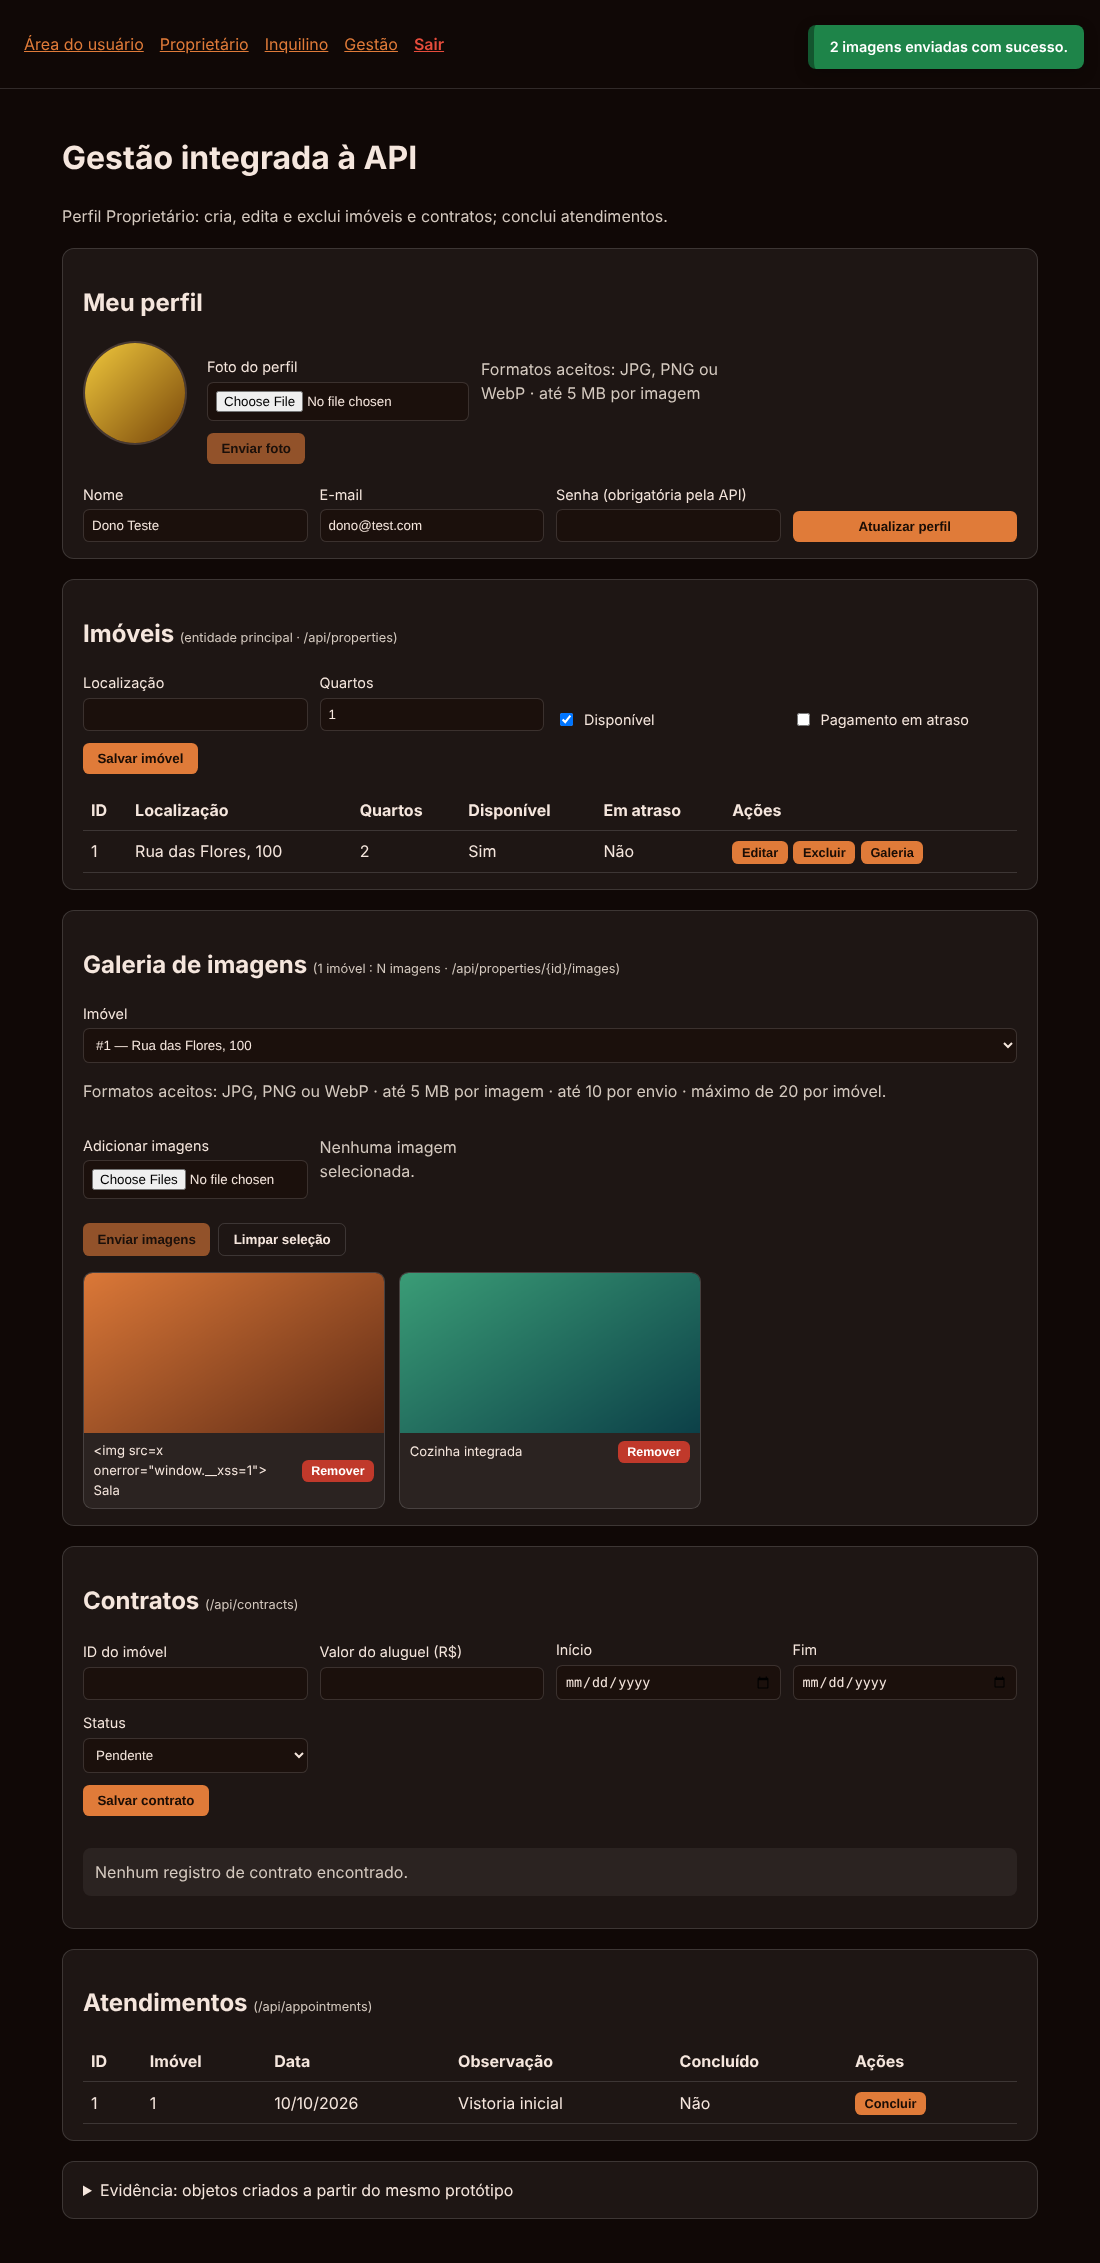 Área do usuário Proprietário Inquilino Gestão Sair
2 imagens enviadas com sucesso.
Gestão integrada à API
Perfil Proprietário: cria, edita e exclui imóveis e contratos; conclui atendimentos.
Meu perfil
Foto do perfil
Choose File No file chosen
Formatos aceitos: JPG, PNG ou
WebP · até 5 MB por imagem
Enviar foto
Nome E-mail Senha (obrigatória pela API)
Dono Teste dono@test.com Atualizar perfil
Imóveis (entidade principal · /api/properties)
Localização Quartos
1 Disponível Pagamento em atraso
Salvar imóvel
ID Localização Quartos Disponível Em atraso Ações
1 Rua das Flores, 100 2 Sim Não Editar Excluir Galeria
Galeria de imagens (1 imóvel : N imagens · /api/properties/{id}/images)
Imóvel
#1 — Rua das Flores, 100
Formatos aceitos: JPG, PNG ou WebP · até 5 MB por imagem · até 10 por envio · máximo de 20 por imóvel.
Adicionar imagens
Choose Files No file chosen
Nenhuma imagem
selecionada.
Enviar imagens Limpar seleção
<img src=x
onerror="window.__xss=1">
Sala
Remover
Cozinha integrada Remover
Contratos (/api/contracts)
ID do imóvel Valor do aluguel (R$) Início Fim
mm/dd/yyyy mm/dd/yyyy
Status
Pendente
Salvar contrato
Nenhum registro de contrato encontrado.
Atendimentos (/api/appointments)
ID Imóvel Data Observação Concluído Ações
1 1 10/10/2026 Vistoria inicial Não Concluir
Evidência: objetos criados a partir do mesmo protótipo